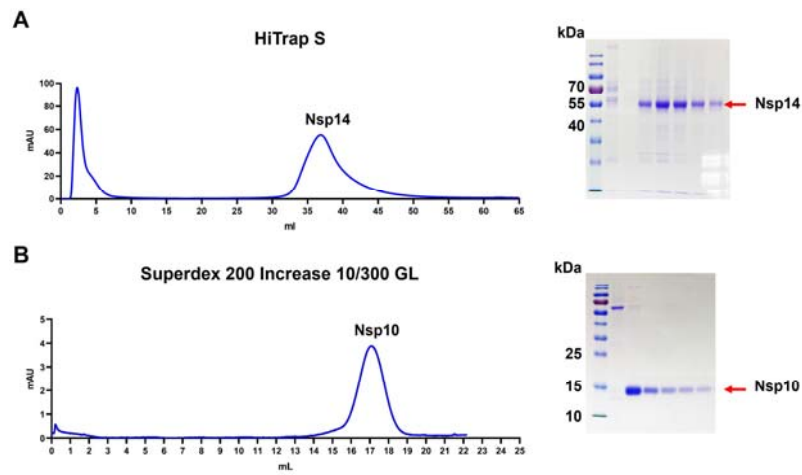 A
HiTrap S
mAU
100
80
60
40
20
0
Nsp14
0 5 10 15 20 25 30 35 40 45 50 55 60 65
ml
kDa
70
55
40
Nsp14
B
Superdex 200 Increase 10/300 GL
mAU
5
4
3
2
1
0
Nsp10
0 1 2 3 4 5 6 7 8 9 10 11 12 13 14 15 16 17 18 19 20 21 22 23 24 25
mL
kDa
25
15
10
Nsp10